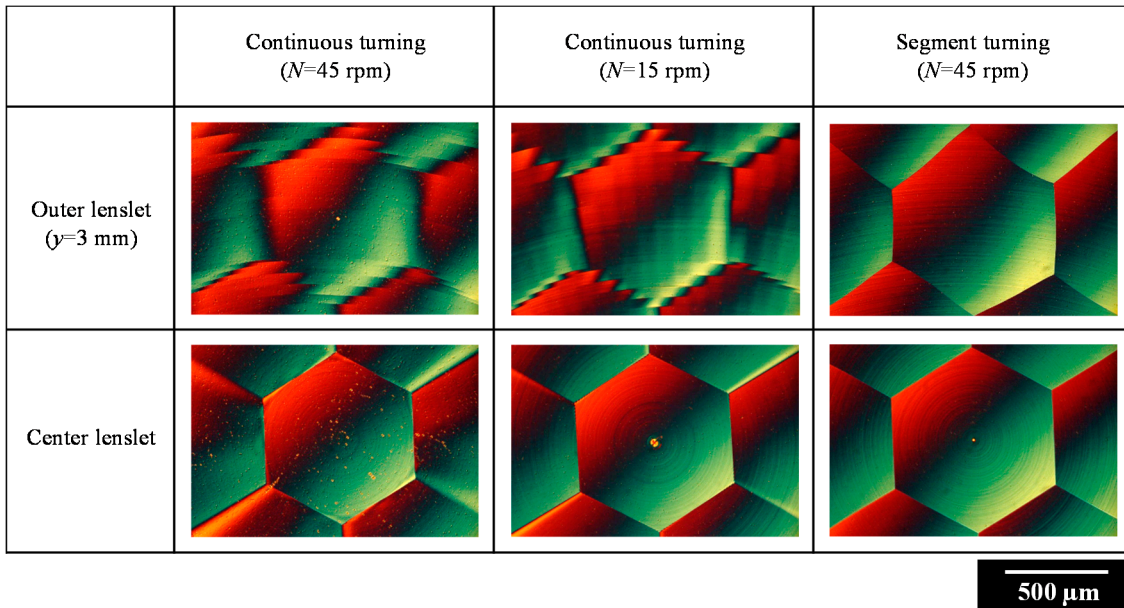 Continuous turning
(N=45 rpm)
Continuous turning
(N=15 rpm)
Segment turning
(N=45 rpm)
Outer lenslet
(y=3 mm)
Center lenslet
500 µm